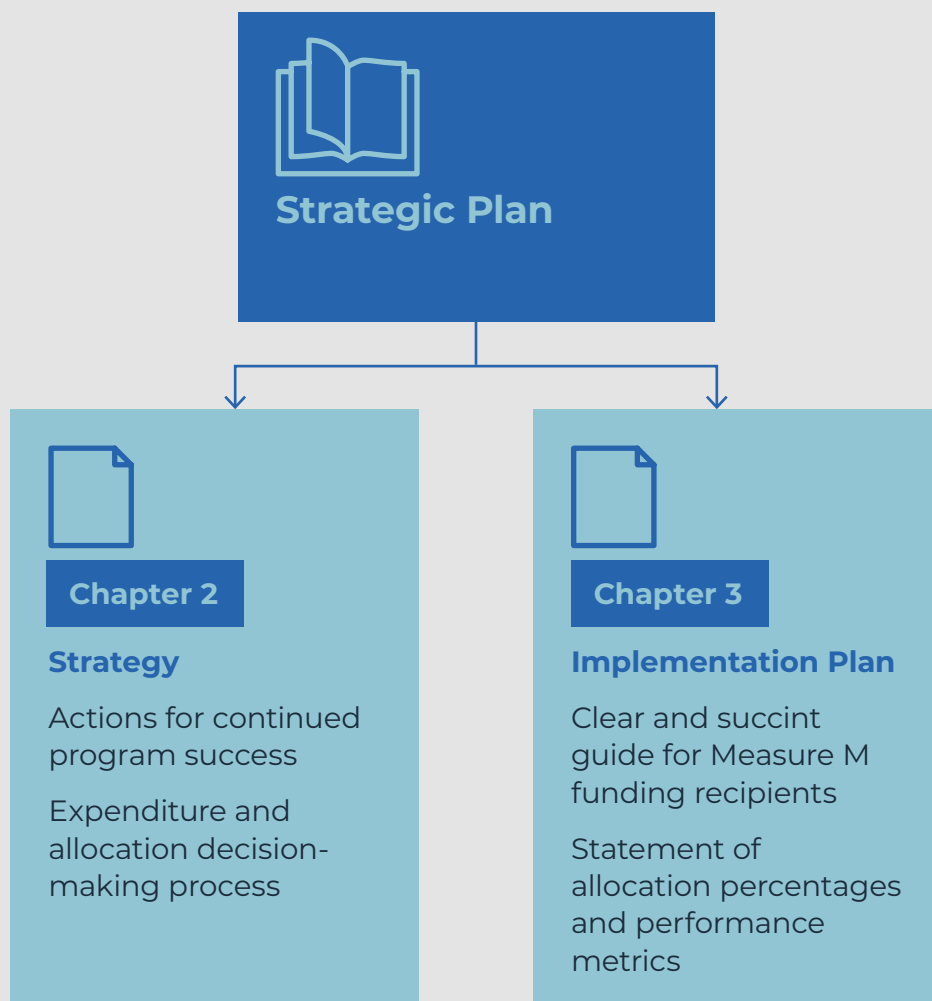 Strategic Plan
Chapter 2
Strategy
Actions for continued
program success
Expenditure and
allocation decision-
making process
Chapter 3
Implementation Plan
Clear and succint
guide for Measure M
funding recipients
Statement of
allocation percentages
and performance
metrics